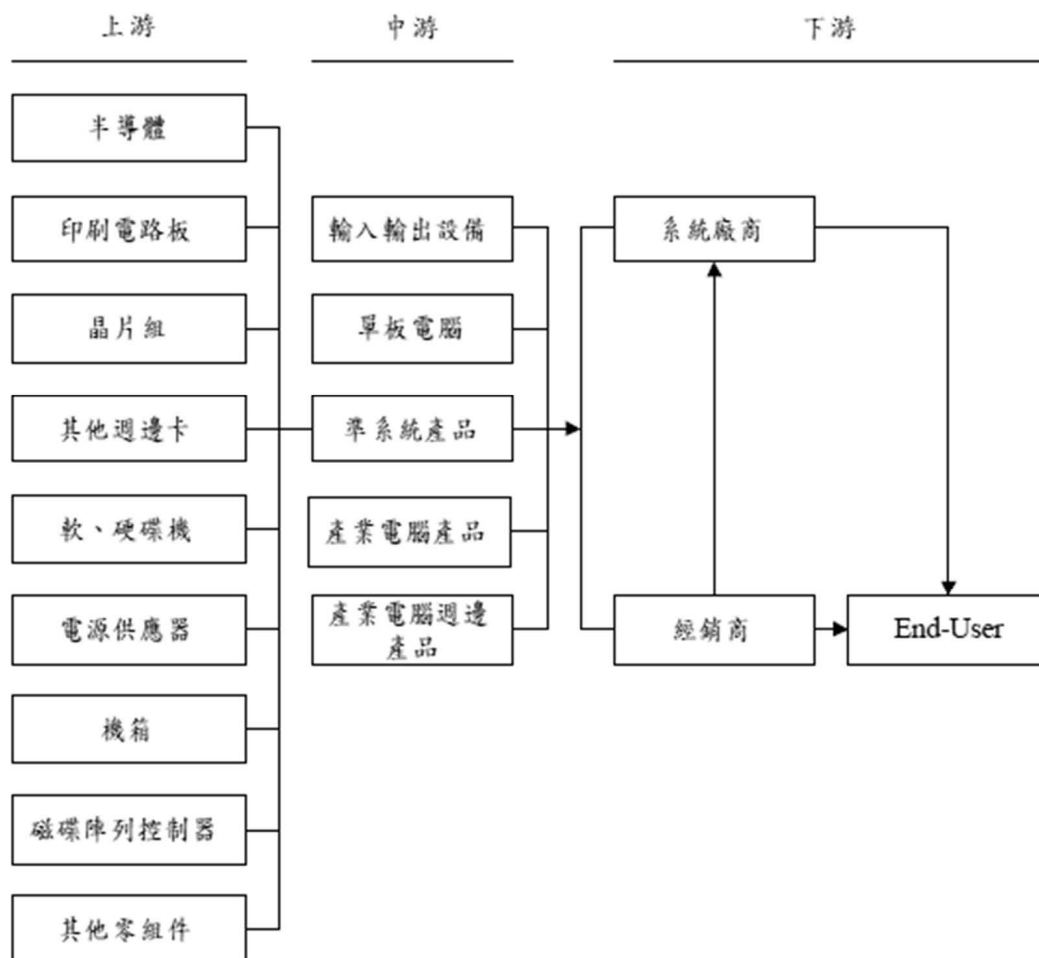 上游
中游
下游
半導體
印刷電路板
晶片組
其他週邊卡
軟、硬碟機
電源供應器
機箱
磁碟陣列控制器
其他零組件
輸入輸出設備
單板電腦
準系統產品
產業電腦產品
產業電腦週邊
產品
系統廠商
經銷商
End-User